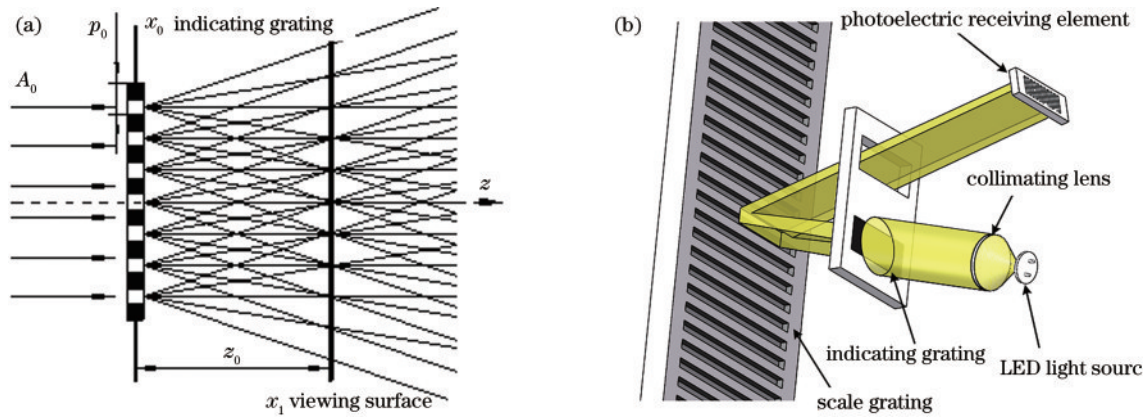 (a)
x₀ indicating grating
p₀
A₀
z
z₀
x₁ viewing surface
(b)
photoelectric receiving element
collimating lens
indicating grating
LED light sourc
scale grating